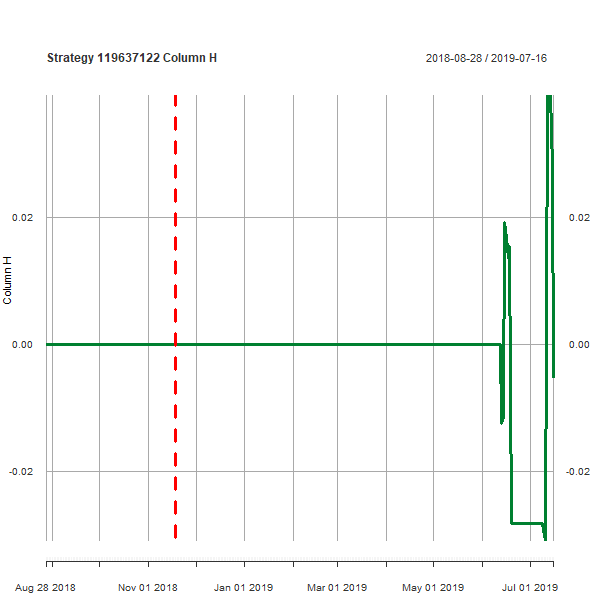 Strategy 119637122 Column H
2018-08-28 / 2019-07-16
0.02
0.02
Column H
0.00
0.00
-0.02
-0.02
Aug 28 2018
Nov 01 2018
Jan 01 2019
Mar 01 2019
May 01 2019
Jul 01 2019